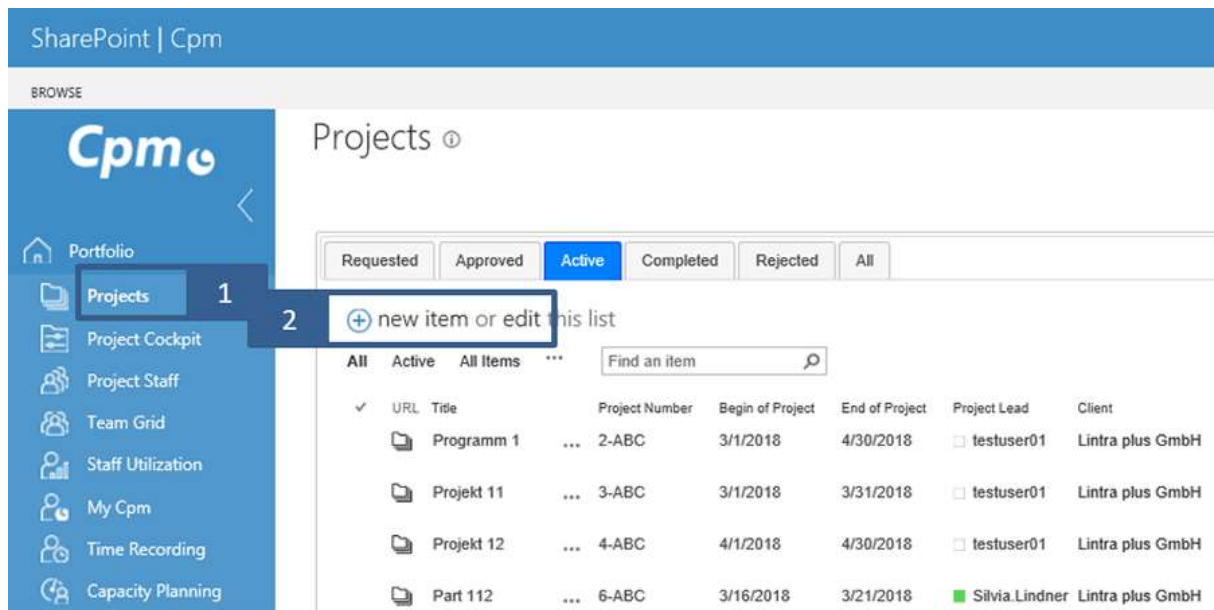 SharePoint | Cpm
BROWSE
Cpm
Projects
Portfolio
Projects 1
Project Cockpit
Project Staff
Team Grid
Staff Utilization
My Cpm
Time Recording
Capacity Planning
Requested Approved Active Completed Rejected All
2 new item or edit this list
All Active All Items ... Find an item
URL Title Project Number Begin of Project End of Project Project Lead Client
Programm 1 ... 2-ABC 3/1/2018 4/30/2018 testuser01 Lintra plus GmbH
Projekt 11 ... 3-ABC 3/1/2018 3/31/2018 testuser01 Lintra plus GmbH
Projekt 12 ... 4-ABC 4/1/2018 4/30/2018 testuser01 Lintra plus GmbH
Part 112 ... 6-ABC 3/16/2018 3/21/2018 Silvia.Lindner Lintra plus GmbH